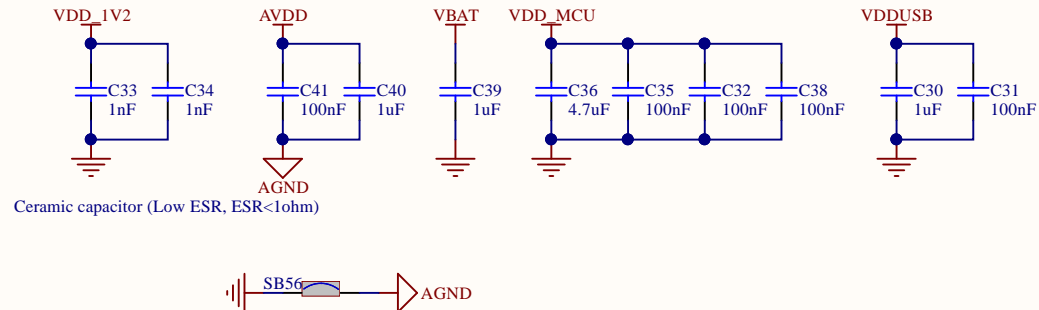 VDD_1V2
AVDD
VBAT
VDD_MCU
VDDUSB
C33
1nF
C34
1nF
C41
100nF
C40
1uF
C39
1uF
C36
4.7uF
C35
100nF
C32
100nF
C38
100nF
C30
1uF
C31
100nF
AGND
Ceramic capacitor (Low ESR, ESR<1ohm)
SB56
AGND